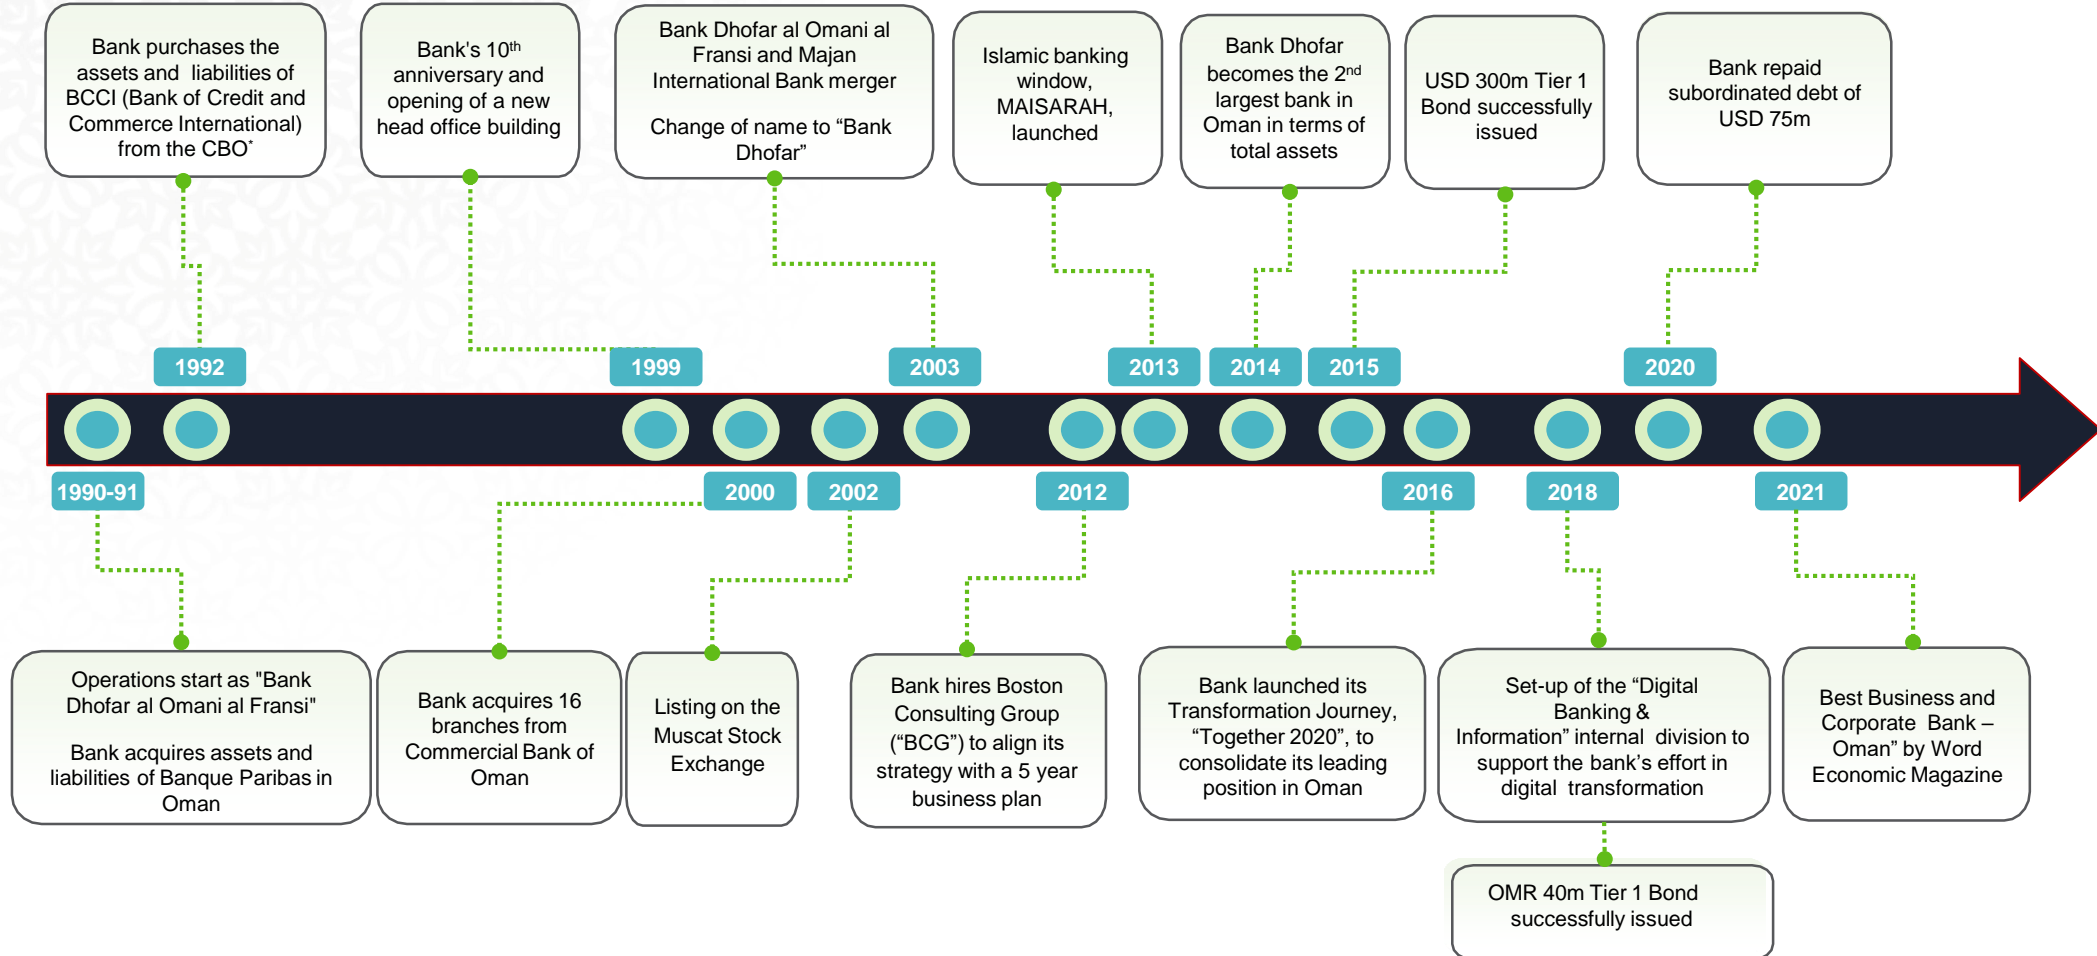 Bank purchases the
assets and liabilities of
BCCI (Bank of Credit and
Commerce International)
from the CBO*
Bank's 10th
anniversary and
opening of a new
head office building
Bank Dhofar al Omani al
Fransi and Majan
International Bank merger
Change of name to “Bank
Dhofar”
Islamic banking
window,
MAISARAH,
launched
Bank Dhofar
becomes the 2nd
largest bank in
Oman in terms of
total assets
USD 300m Tier 1
Bond successfully
issued
Bank repaid
subordinated debt of
USD 75m
1992
1999
2003
2013
2014
2015
2020
1990-91
2000
2002
2012
2016
2018
2021
Operations start as "Bank
Dhofar al Omani al Fransi"
Bank acquires assets and
liabilities of Banque Paribas in
Oman
Bank acquires 16
branches from
Commercial Bank of
Oman
Listing on the
Muscat Stock
Exchange
Bank hires Boston
Consulting Group
(“BCG”) to align its
strategy with a 5 year
business plan
Bank launched its
Transformation Journey,
“Together 2020”, to
consolidate its leading
position in Oman
Set-up of the “Digital
Banking &
Information” internal division to
support the bank’s effort in
digital transformation
Best Business and
Corporate Bank –
Oman” by Word
Economic Magazine
OMR 40m Tier 1 Bond
successfully issued